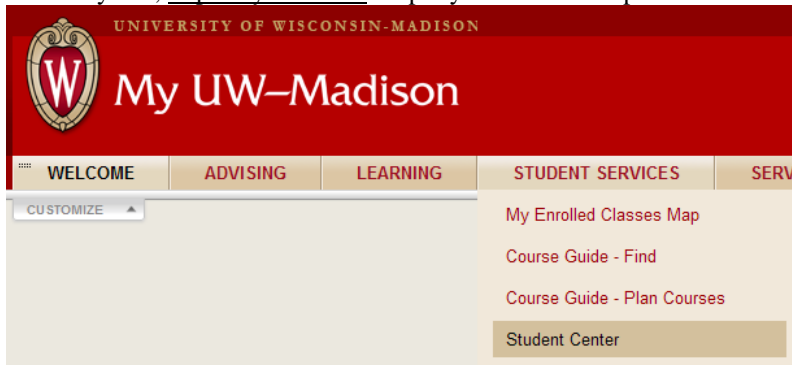 UNIVERSITY OF WISCONSIN-MADISON
W
My UW–Madison
WELCOME ADVISING LEARNING STUDENT SERVICES SERV
CUSTOMIZE
My Enrolled Classes Map
Course Guide - Find
Course Guide - Plan Courses
Student Center